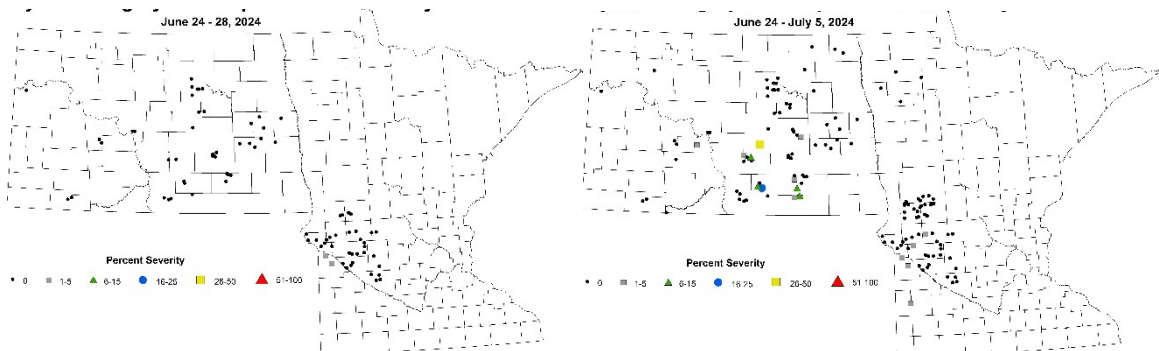 June 24 - 28, 2024
Percent Severity
0 1-5 6-15 16-25 26-50 51-100
June 24 - July 5, 2024
Percent Severity
0 1-5 6-15 16-25 26-50 51-100